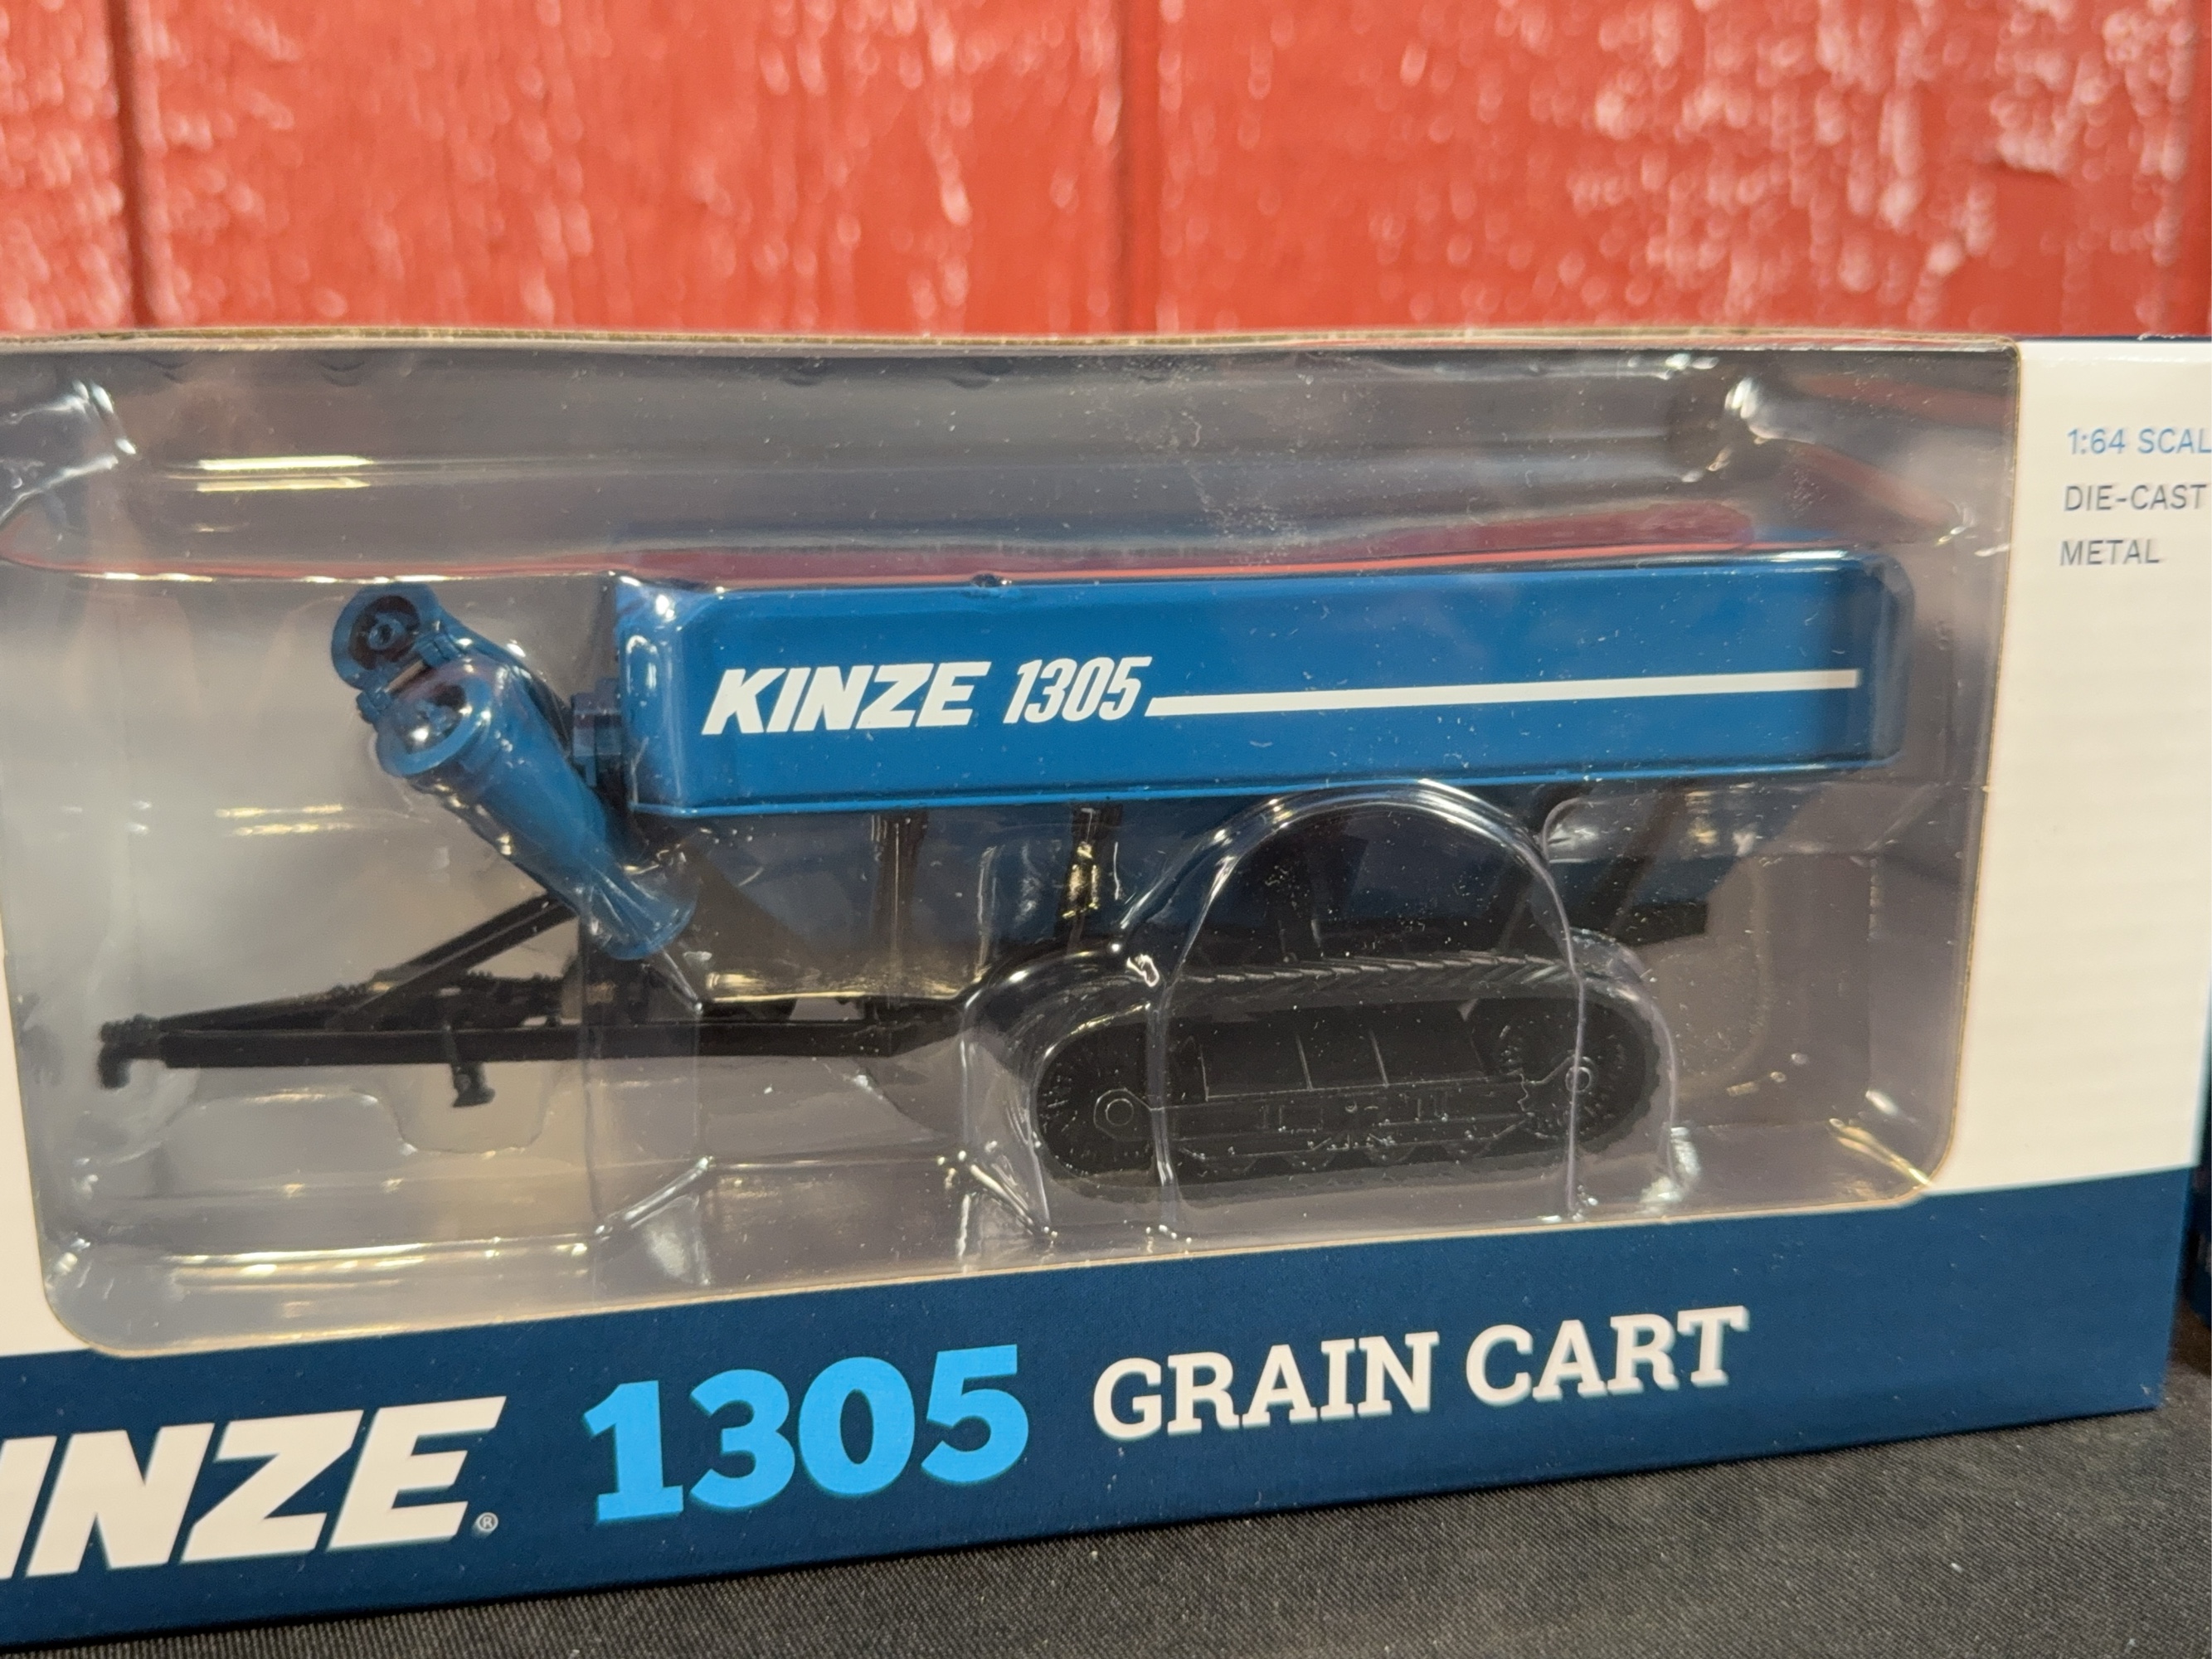 1:64 SCAL
DIE-CAST
METAL
KINZE 1305
INZE® 1305 GRAIN CART